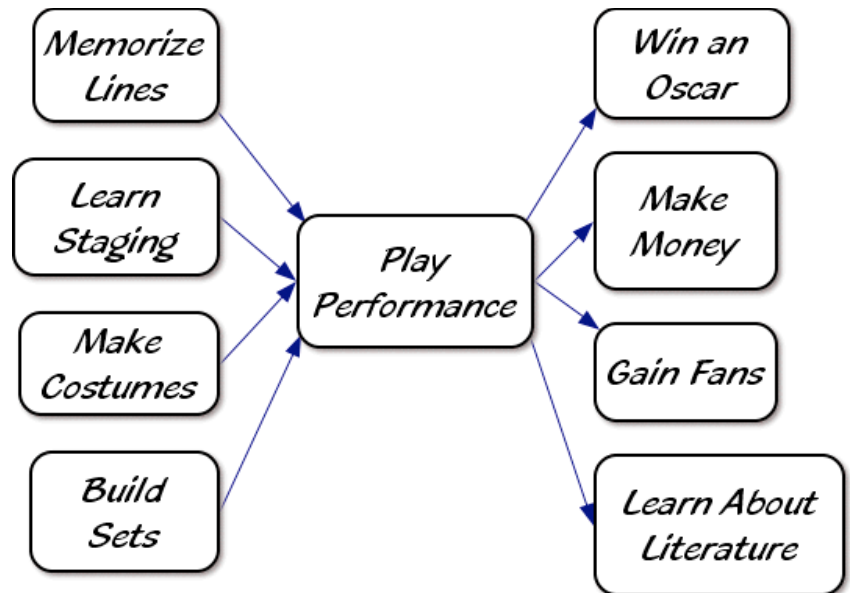 Memorize
Lines
Learn
Staging
Make
Costumes
Build
Sets
Play
Performance
Win an
Oscar
Make
Money
Gain Fans
Learn About
Literature